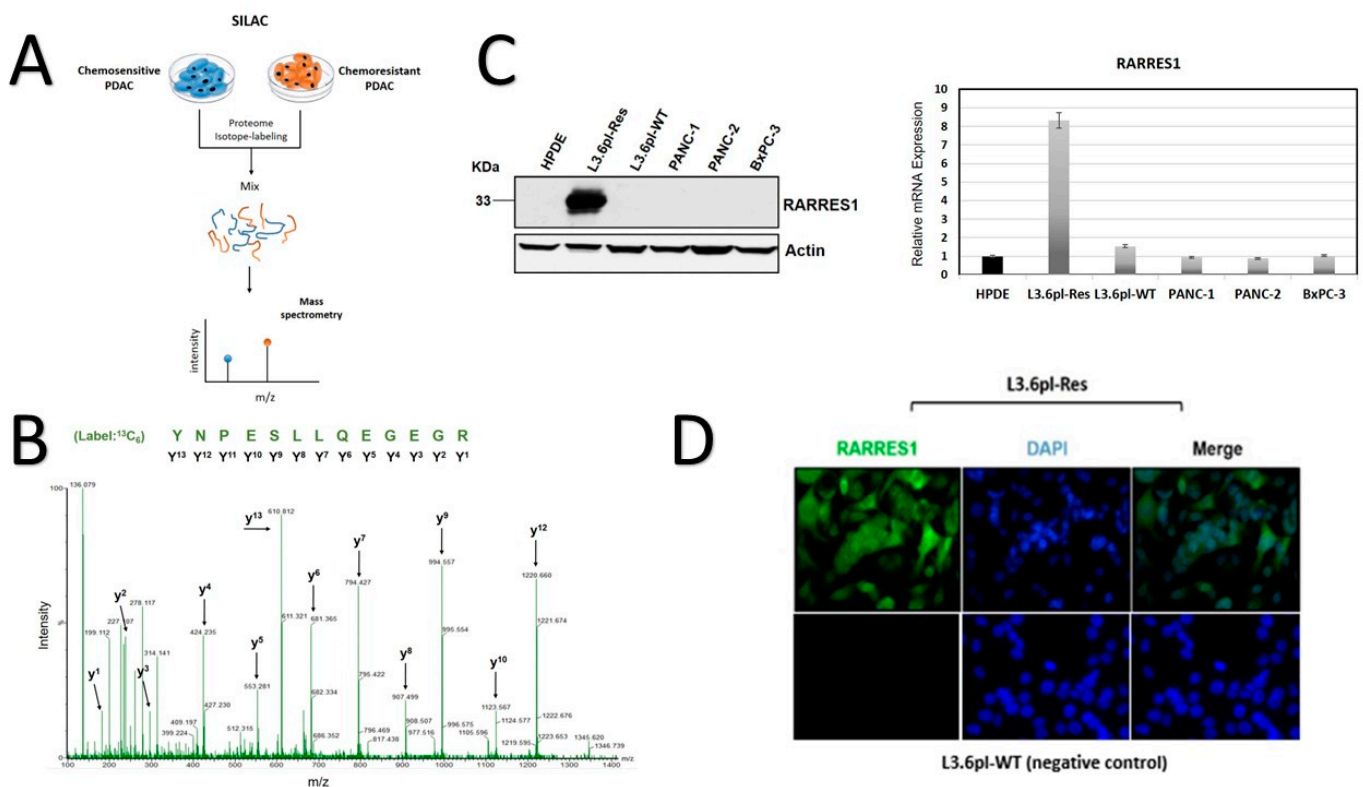 A
SILAC
Chemosensitive
PDAC
Chemoresistant
PDAC
Proteome
Isotope-labeling
Mix
Mass
spectrometry
intensity
m/z
B
(Label:¹³C₆) Y N P E S L L Q E G E G R
Y13 Y12 Y11 Y10 Y9 Y8 Y7 Y6 Y5 Y4 Y3 Y2 Y1
Intensity
100
0
136.079
199.112
278.117
314.141
409.197
399.224
424.235
427.230
512.315
553.281
610.812
611.321
681.365
682.334
686.352
794.427
795.422
796.469
817.438
907.499
908.507
977.516
994.557
995.554
996.575
1105.596
1123.567
1124.577
1219.595
1220.660
1221.674
1222.676
1223.653
1345.620
1346.739
y¹
y²
y³
y⁴
y⁵
y¹³
y⁶
y⁷
y⁸
y⁹
y¹⁰
y¹²
100 200 300 400 500 600 700 800 900 1000 1100 1200 1300 1400 m/z
m/z
C
HPDE
L3.6pl-Res
L3.6pl-WT
PANC-1
PANC-2
BxPC-3
KDa
33
RARRES1
Actin
RARRES1
Relative mRNA Expression
10
9
8
7
6
5
4
3
2
1
0
HPDE L3.6pl-Res L3.6pl-WT PANC-1 PANC-2 BxPC-3
D
L3.6pl-Res
RARRES1 DAPI Merge
L3.6pl-WT (negative control)